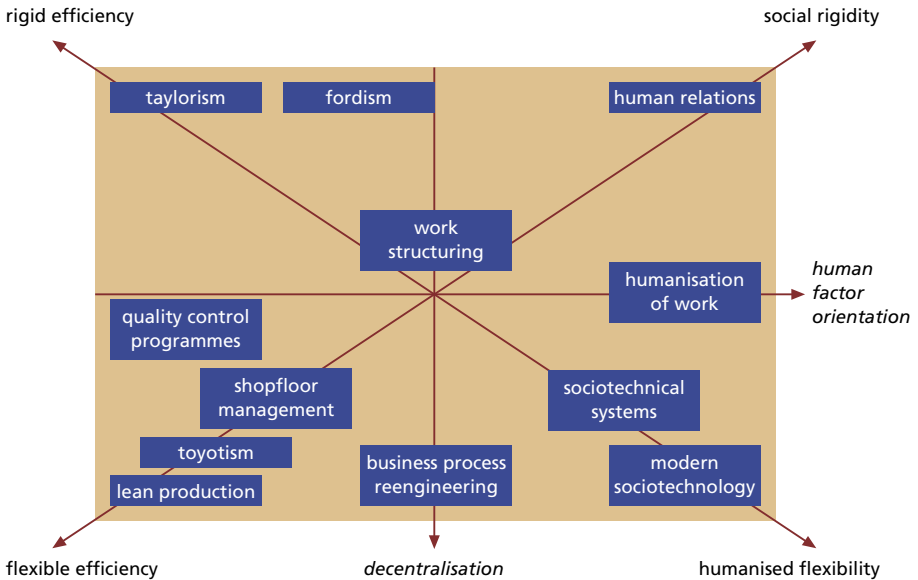 rigid efficiency
social rigidity
taylorism
fordism
human relations
work
structuring
humanisation
of work
human
factor
orientation
quality control
programmes
shopfloor
management
sociotechnical
systems
toyotism
lean production
business process
reengineering
modern
sociotechnology
flexible efficiency
decentralisation
humanised flexibility